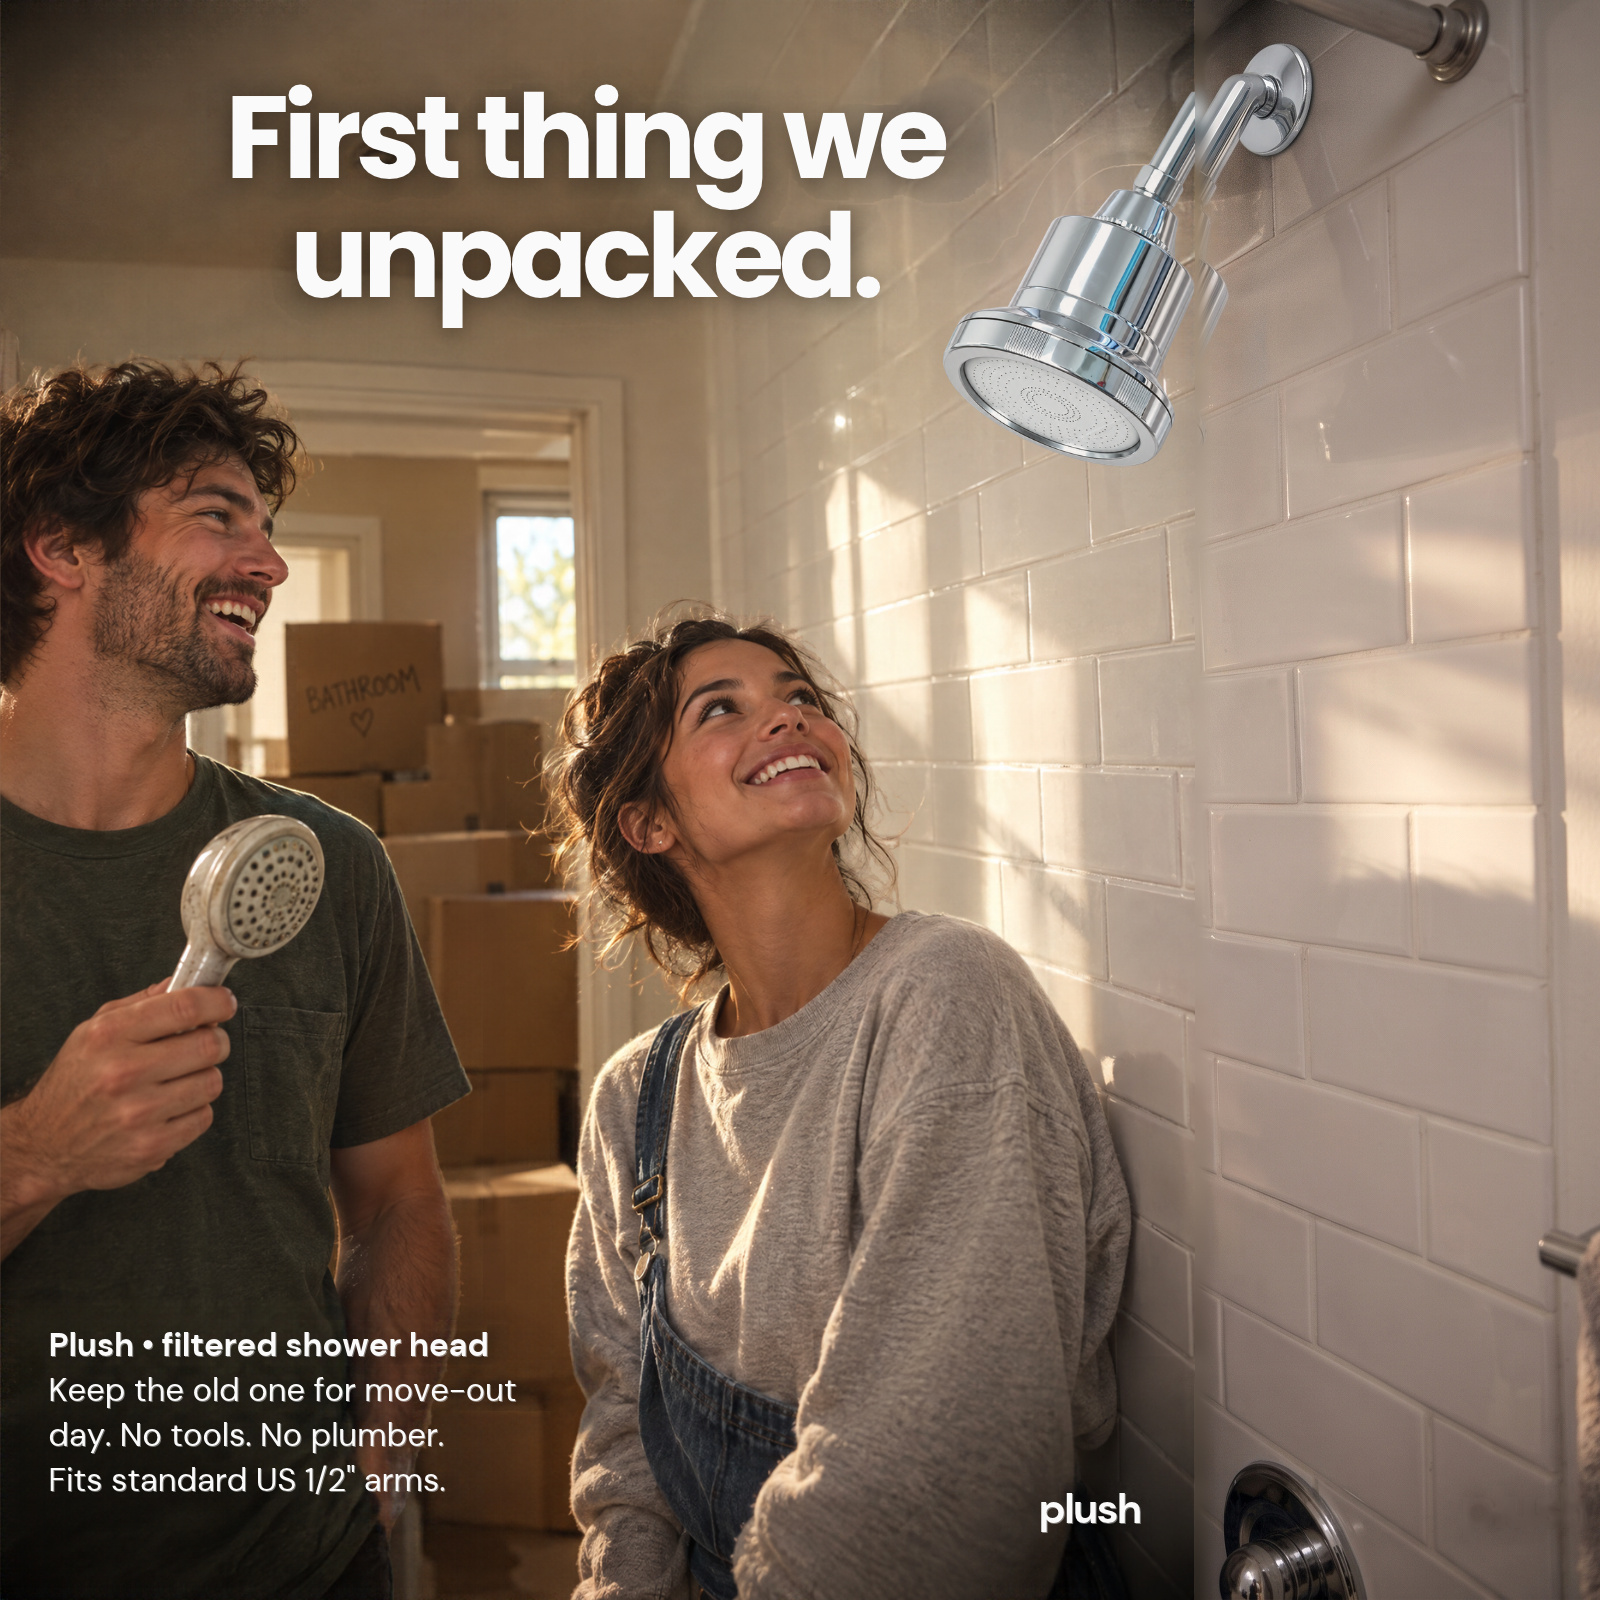 First thing we
unpacked.
BATHROOM
Plush • filtered shower head
Keep the old one for move-out
day. No tools. No plumber.
Fits standard US 1/2" arms.
plush